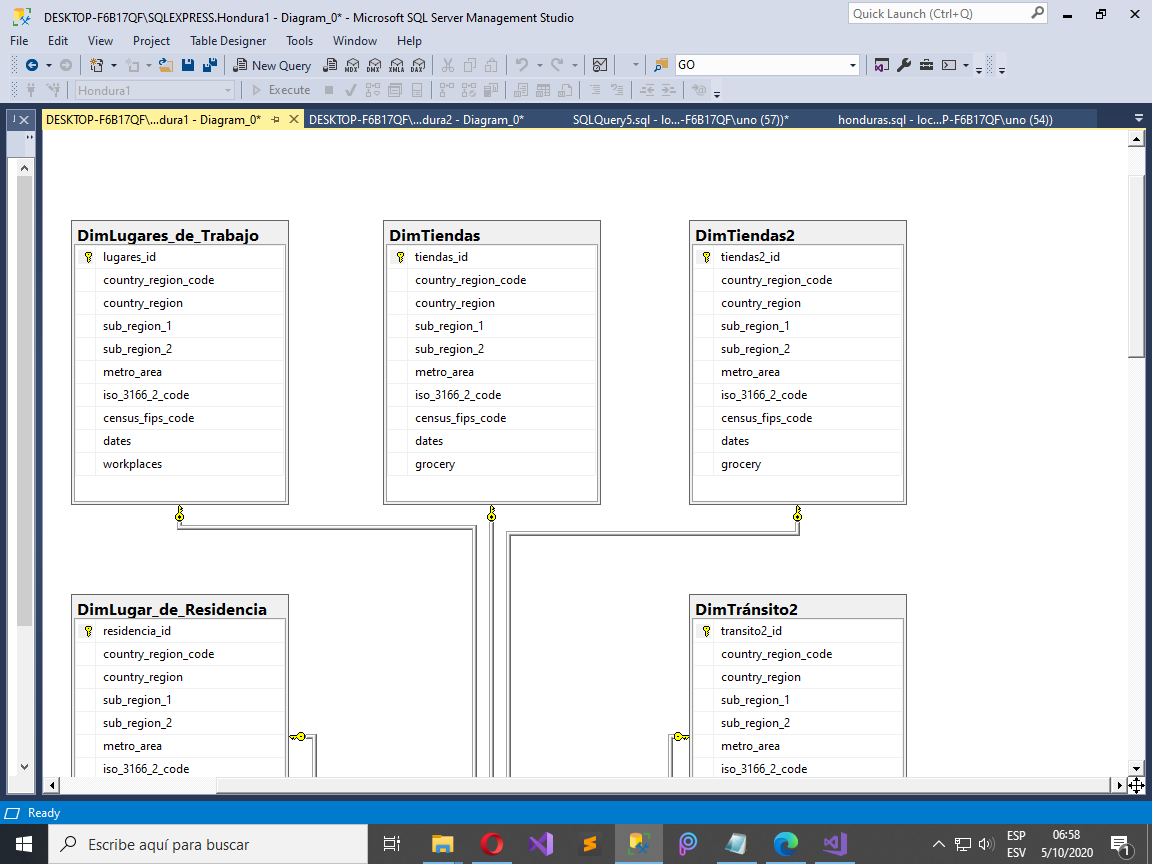 DESKTOP-F6B17QF\SQLEXPRESS.Hondura1 - Diagram_0* - Microsoft SQL Server Management Studio
Quick Launch (Ctrl+Q)
File Edit View Project Table Designer Tools Window Help
New Query MDX DMX XMLA DAX GO
Hondura1 Execute
DESKTOP-F6B17QF\...dura1 - Diagram_0* DESKTOP-F6B17QF\...dura2 - Diagram_0* SQLQuery5.sql - lo...-F6B17QF\uno (57))* honduras.sql - loc...P-F6B17QF\uno (54))
DimLugares_de_Trabajo
lugares_id
country_region_code
country_region
sub_region_1
sub_region_2
metro_area
iso_3166_2_code
census_fips_code
dates
workplaces
DimTiendas
tiendas_id
country_region_code
country_region
sub_region_1
sub_region_2
metro_area
iso_3166_2_code
census_fips_code
dates
grocery
DimTiendas2
tiendas2_id
country_region_code
country_region
sub_region_1
sub_region_2
metro_area
iso_3166_2_code
census_fips_code
dates
grocery
DimLugar_de_Residencia
residencia_id
country_region_code
country_region
sub_region_1
sub_region_2
metro_area
iso_3166_2_code
DimTránsito2
transito2_id
country_region_code
country_region
sub_region_1
sub_region_2
metro_area
iso_3166_2_code
Ready
Escribe aquí para buscar
ESP
ESV
06:58
5/10/2020
1